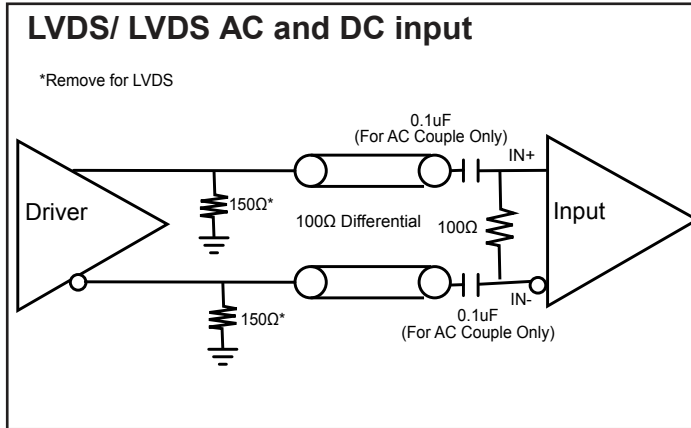 LVDS/ LVDS AC and DC input
*Remove for LVDS
0.1uF
(For AC Couple Only)
IN+
Driver
150Ω*
100Ω Differential
100Ω
Input
150Ω*
IN-
0.1uF
(For AC Couple Only)